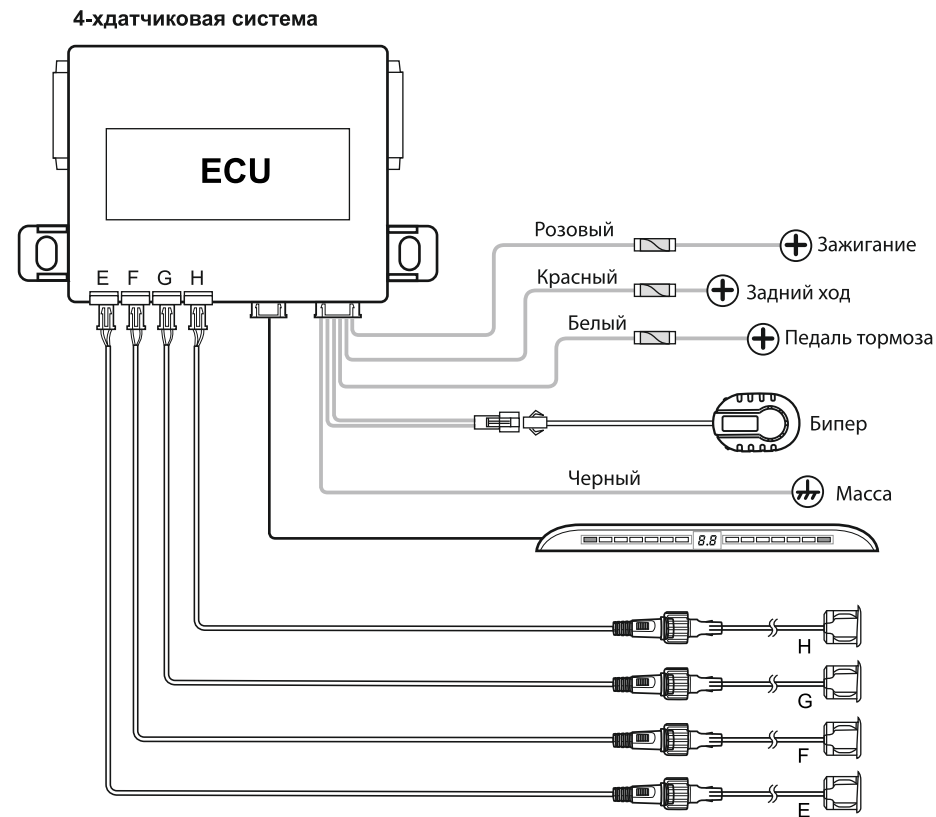 4-хдатчиковая система
ECU
E F G H
Розовый
Зажигание
Красный
Задний ход
Белый
Педаль тормоза
Бипер
Черный
Масса
8.8
H
G
F
E